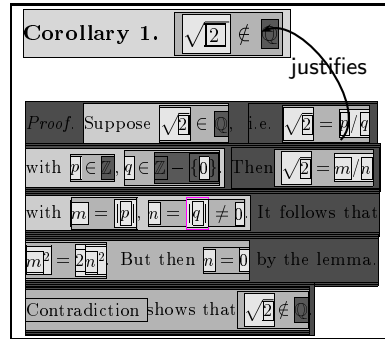 Corollary 1. √2 ∉ ℚ
justifies
Proof. Suppose √2 ∈ ℚ, i.e. √2 = p/q
with p ∈ ℤ, q ∈ ℤ − {0}. Then √2 = m/n
with m = |p|, n = |q| ≠ 0. It follows that
m² = 2n². But then n = 0 by the lemma.
Contradiction shows that √2 ∉ ℚ.